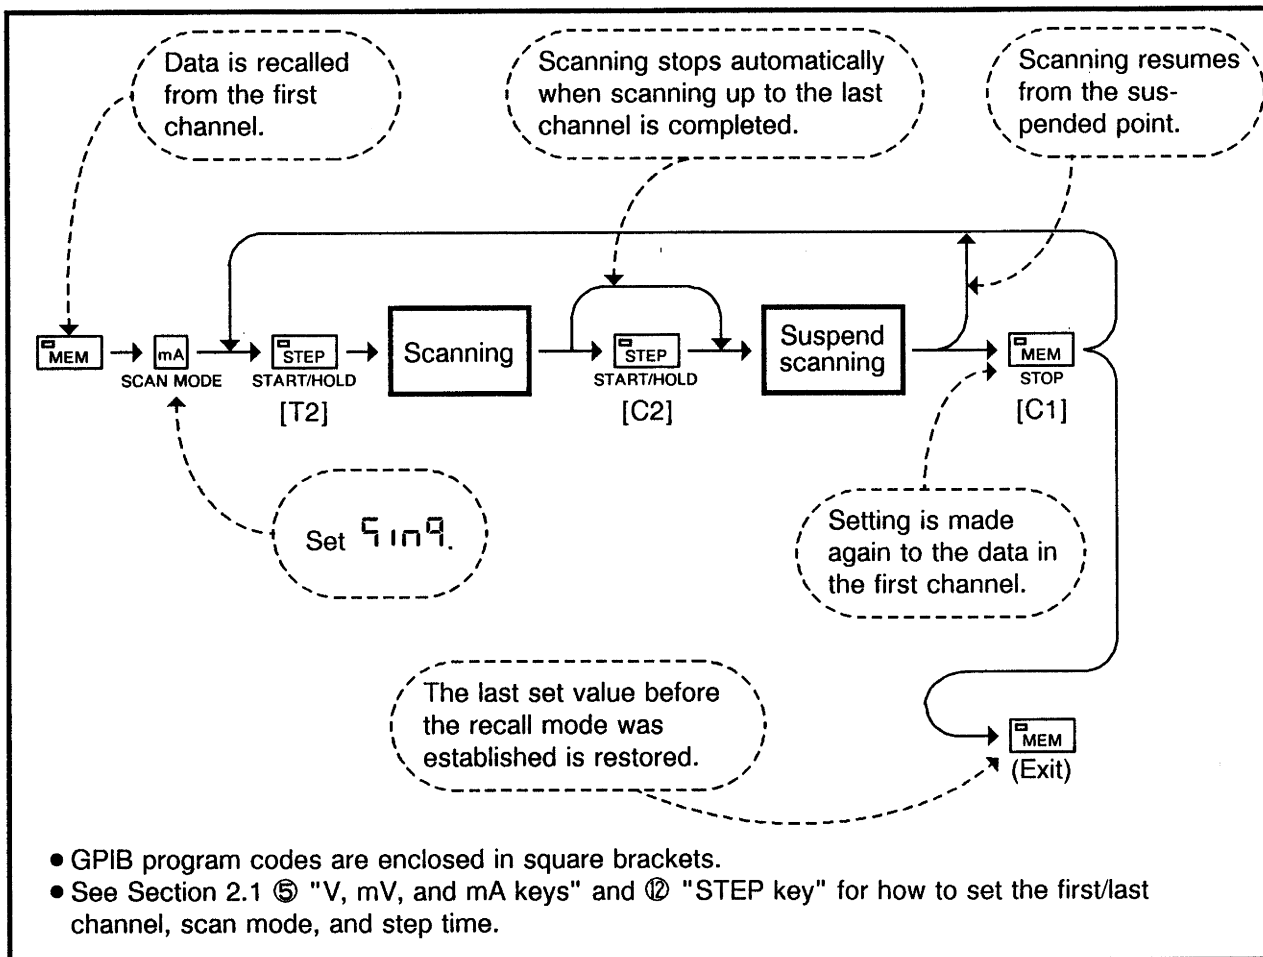 Data is recalled
from the first
channel.
Scanning stops automatically
when scanning up to the last
channel is completed.
Scanning resumes
from the sus-
pended point.
MEM
mA
SCAN MODE
STEP
START/HOLD
[T2]
Scanning
STEP
START/HOLD
[C2]
Suspend
scanning
MEM
STOP
[C1]
Set Sing.
Setting is made
again to the data in
the first channel.
The last set value before
the recall mode was
established is restored.
MEM
(Exit)
● GPIB program codes are enclosed in square brackets.
● See Section 2.1 ⑤ "V, mV, and mA keys" and ⑫ "STEP key" for how to set the first/last
channel, scan mode, and step time.